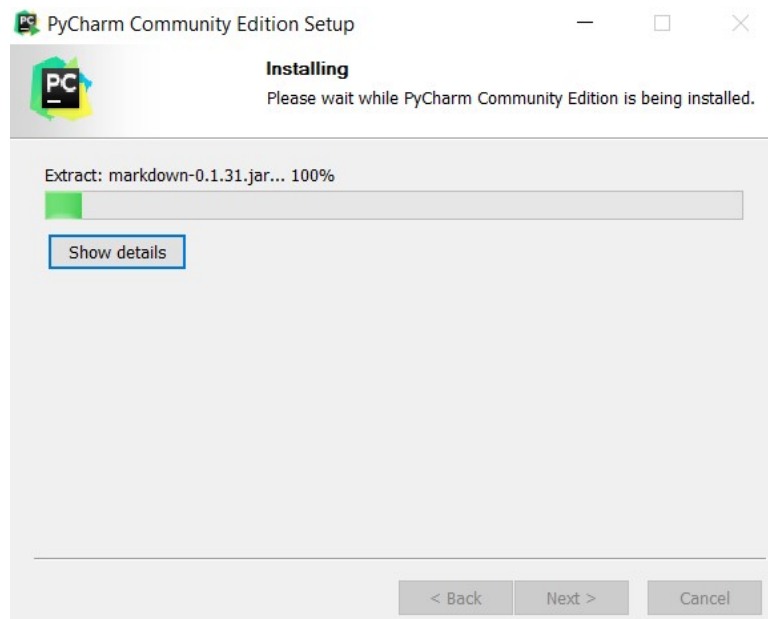 PyCharm Community Edition Setup
PC
Installing
Please wait while PyCharm Community Edition is being installed.
Extract: markdown-0.1.31.jar... 100%
Show details
< Back
Next >
Cancel